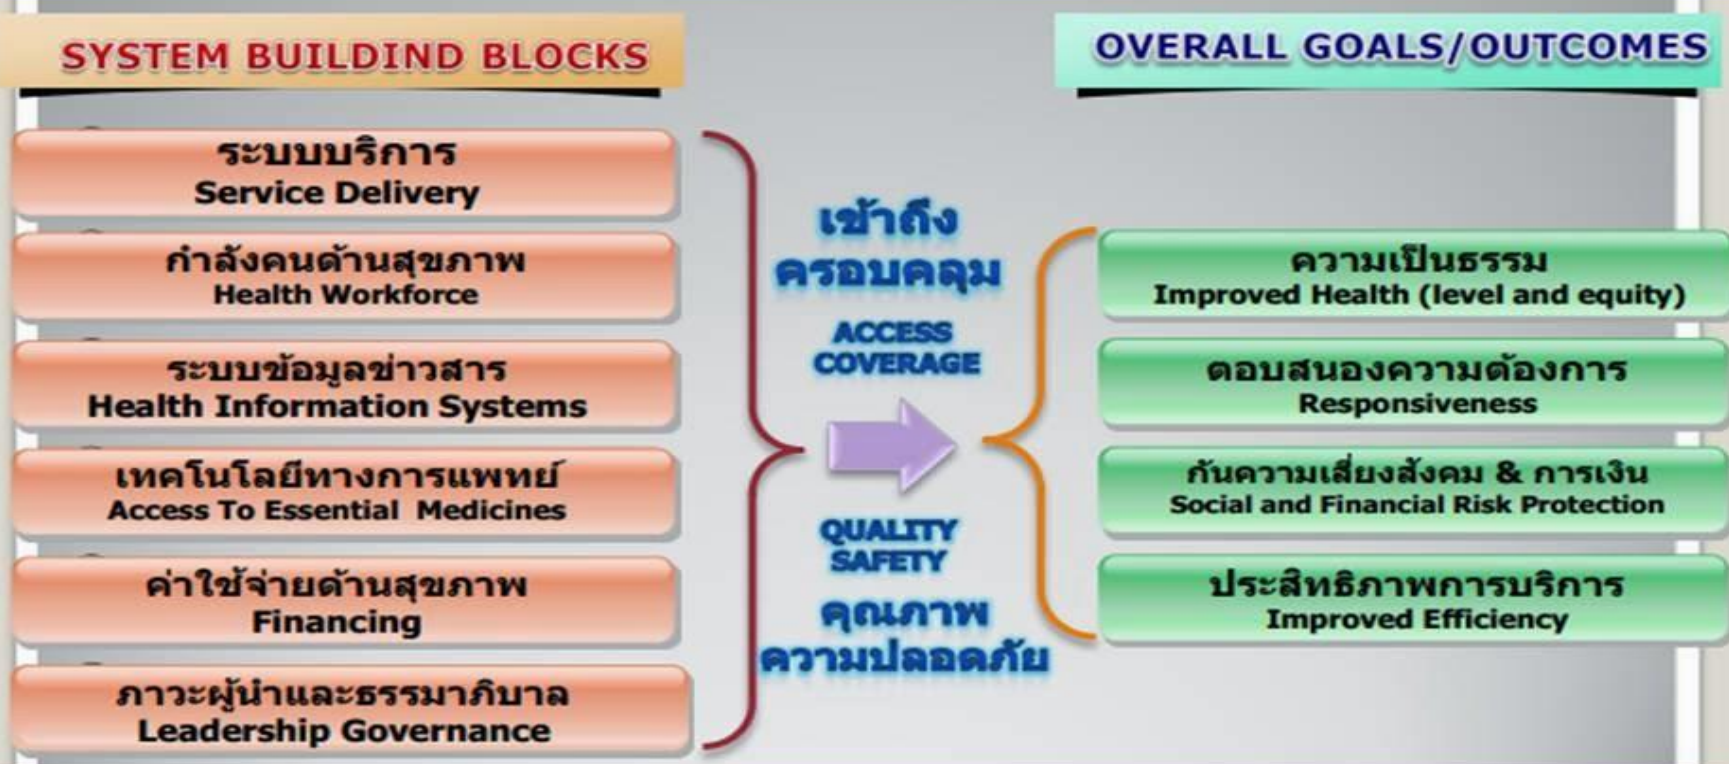 SYSTEM BUILDIND BLOCKS
ระบบบริการ
Service Delivery
กำลังคนด้านสุขภาพ
Health Workforce
ระบบข้อมูลข่าวสาร
Health Information Systems
เทคโนโลยีทางการแพทย์
Access To Essential Medicines
ค่าใช้จ่ายด้านสุขภาพ
Financing
ภาวะผู้นำและธรรมาภิบาล
Leadership Governance
เข้าถึง
ครอบคลุม
ACCESS
COVERAGE
QUALITY
SAFETY
คุณภาพ
ความปลอดภัย
OVERALL GOALS/OUTCOMES
ความเป็นธรรม
Improved Health (level and equity)
ตอบสนองความต้องการ
Responsiveness
กันความเสี่ยงสังคม & การเงิน
Social and Financial Risk Protection
ประสิทธิภาพการบริการ
Improved Efficiency